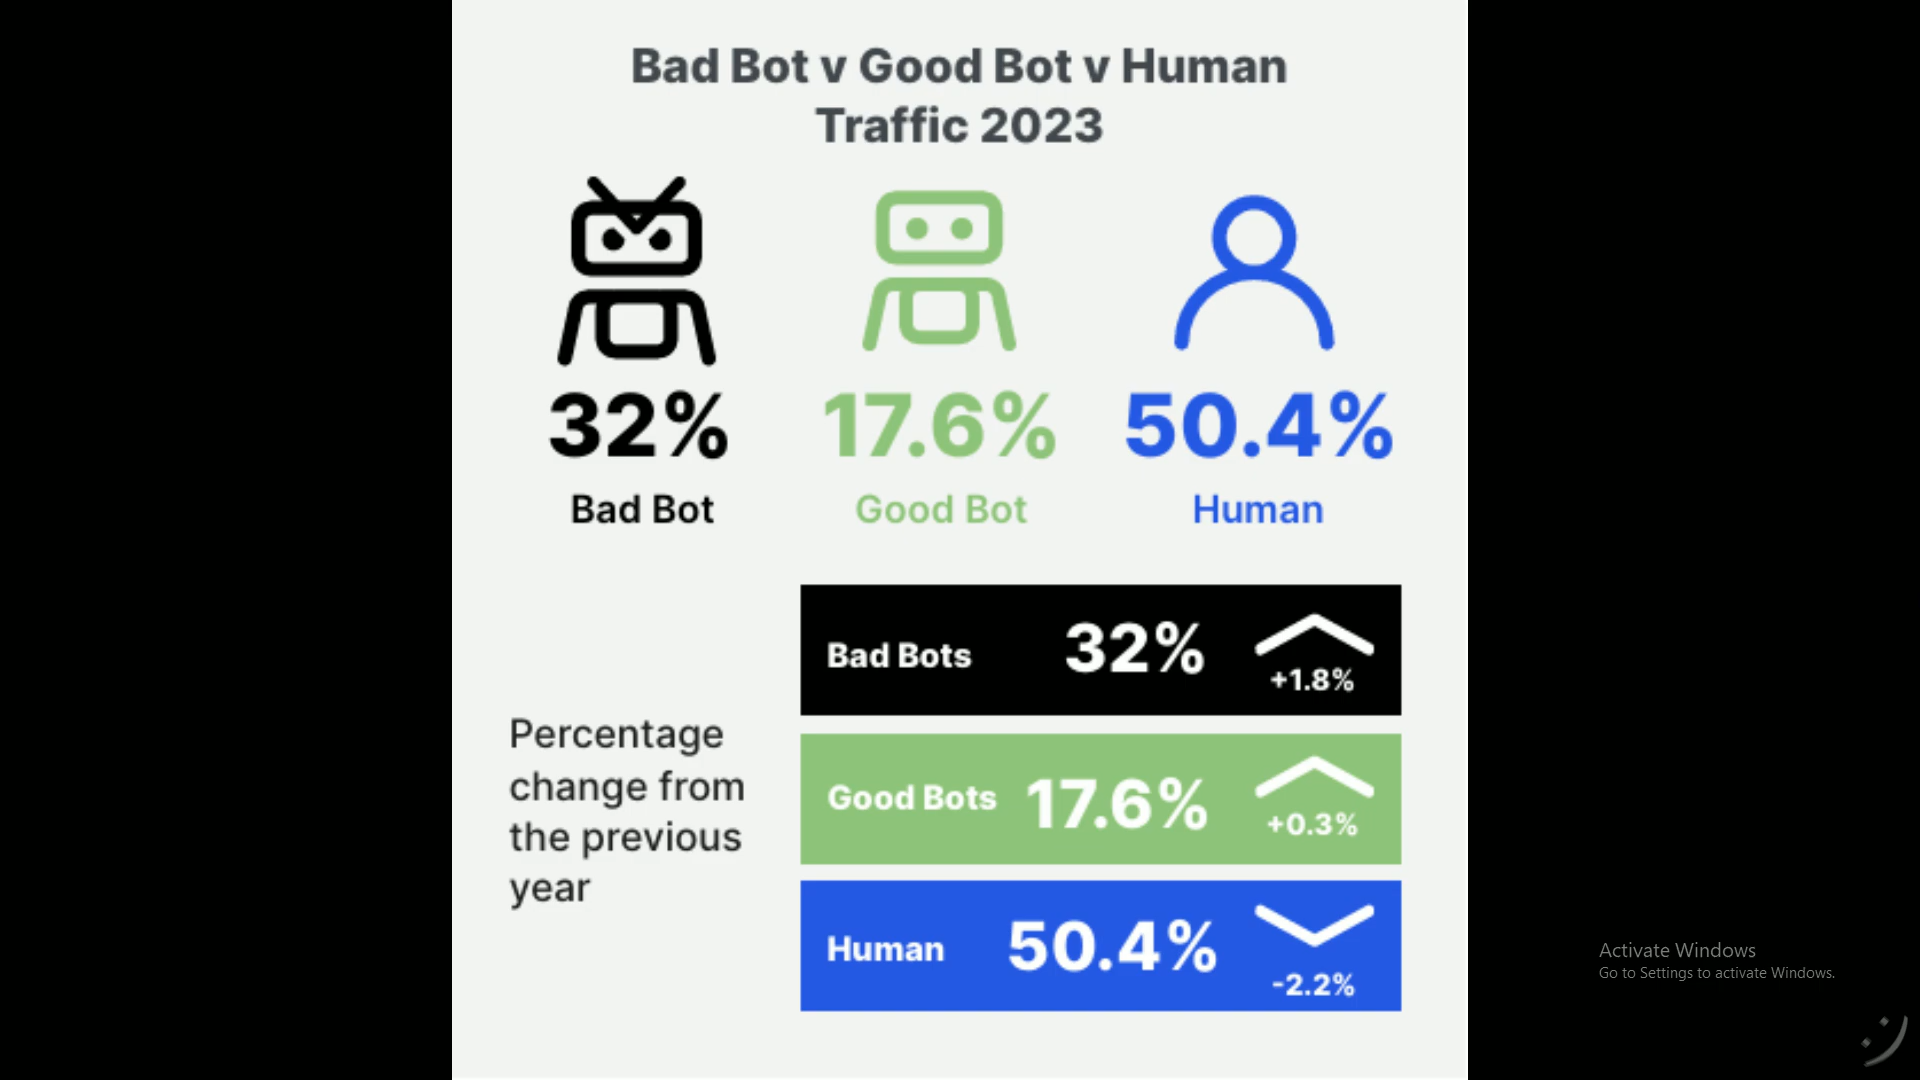 Bad Bot v Good Bot v Human
Traffic 2023
32%
17.6%
50.4%
Bad Bot
Good Bot
Human
Percentage
change from
the previous
year
Bad Bots
32%
+1.8%
Good Bots
17.6%
+0.3%
Human
50.4%
-2.2%
Activate Windows
Go to Settings to activate Windows.